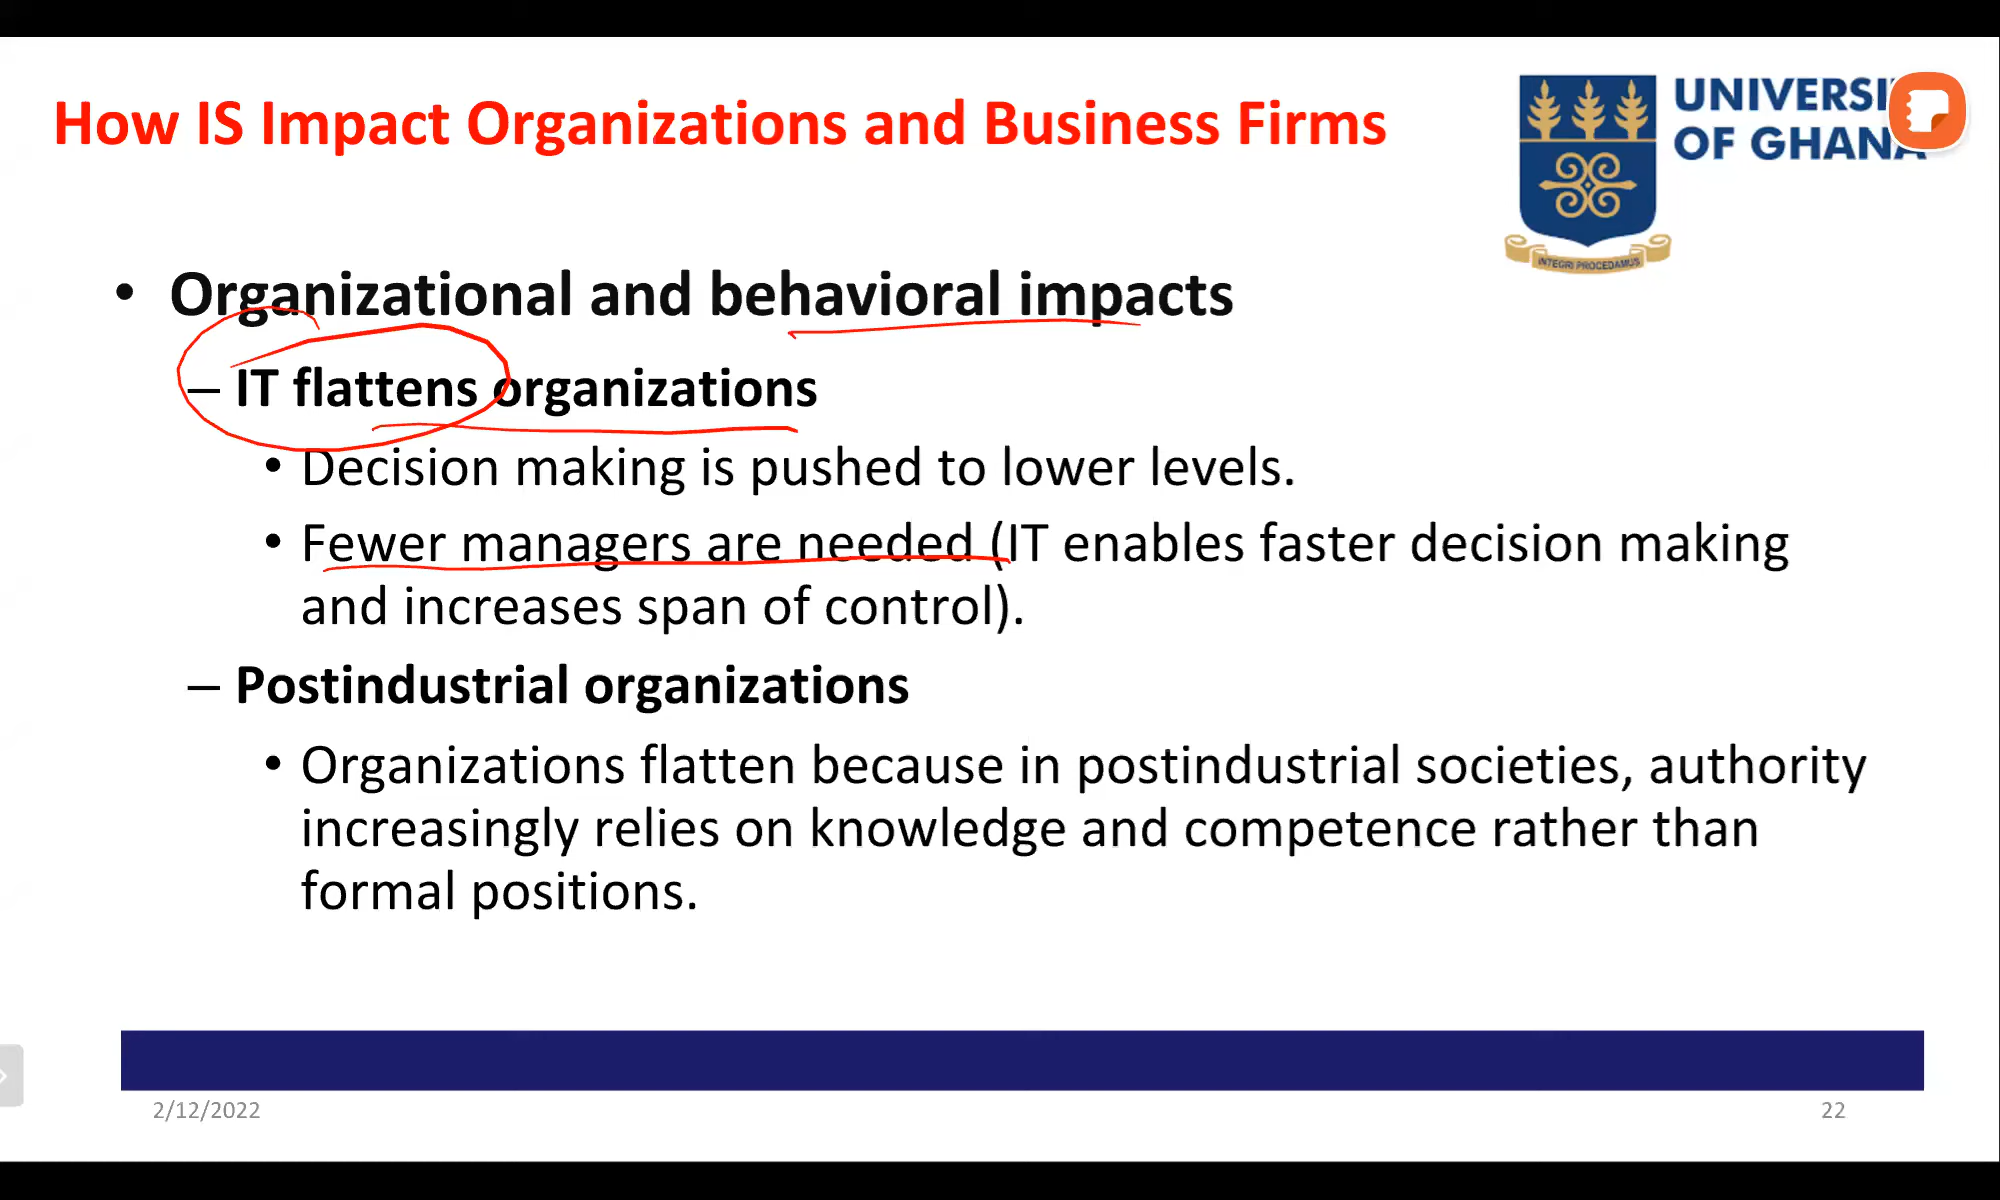 How IS Impact Organizations and Business Firms
UNIVERSI
OF GHANA
INTEGRI PROCEDAMUS
• Organizational and behavioral impacts
– IT flattens organizations
• Decision making is pushed to lower levels.
• Fewer managers are needed (IT enables faster decision making
and increases span of control).
– Postindustrial organizations
• Organizations flatten because in postindustrial societies, authority
increasingly relies on knowledge and competence rather than
formal positions.
2/12/2022
22